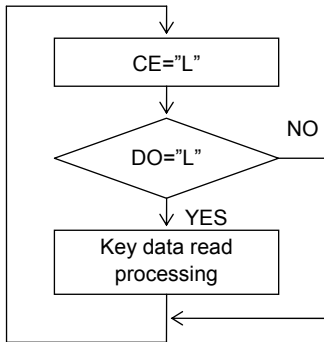 CE=”L”
NO
DO=”L”
YES
Key data read
processing